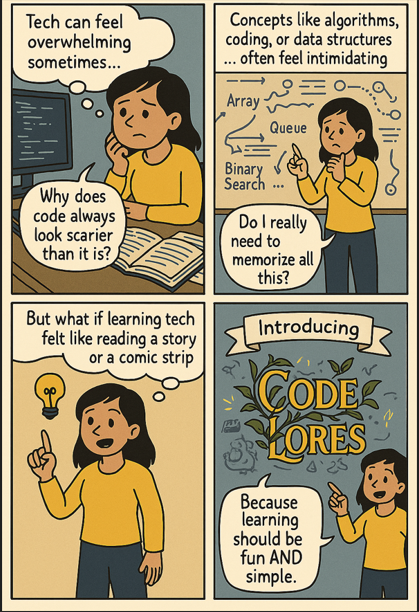 Tech can feel
overwhelming
sometimes...
Why does
code always
look scarier
than it is?
Concepts like algorithms,
coding, or data structures
... often feel intimidating
Array
Queue
Binary
Search ...
Do I really
need to
memorize all
this?
But what if learning tech
felt like reading a story
or a comic strip
Introducing
CODE
LORES
Because
learning
should be
fun AND
simple.